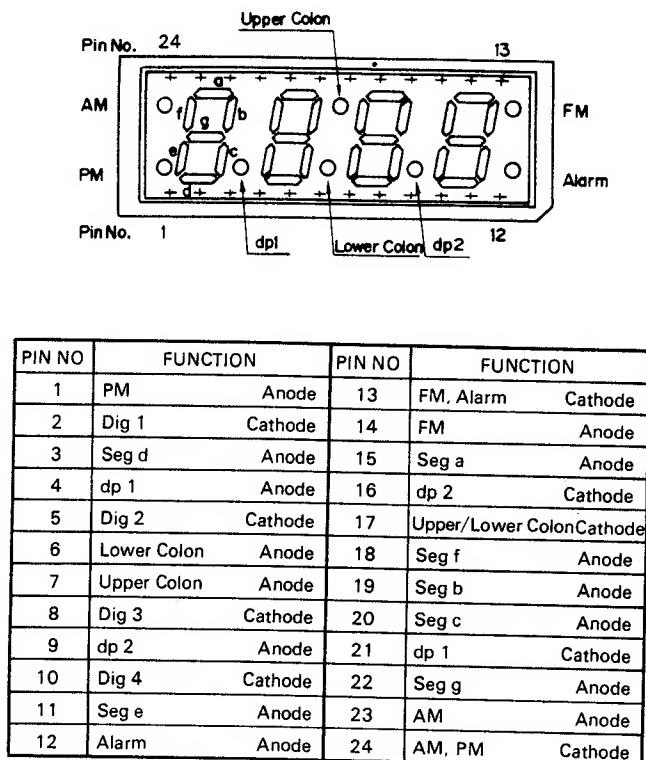 Upper Colon
Pin No. 24 13
a
AM f b FM
g
e c
PM Alarm
d
Pin No. 1 12
dp1 Lower Colon dp2
PIN NO FUNCTION PIN NO FUNCTION
1 PM Anode 13 FM, Alarm Cathode
2 Dig 1 Cathode 14 FM Anode
3 Seg d Anode 15 Seg a Anode
4 dp 1 Anode 16 dp 2 Cathode
5 Dig 2 Cathode 17 Upper/Lower Colon Cathode
6 Lower Colon Anode 18 Seg f Anode
7 Upper Colon Anode 19 Seg b Anode
8 Dig 3 Cathode 20 Seg c Anode
9 dp 2 Anode 21 dp 1 Cathode
10 Dig 4 Cathode 22 Seg g Anode
11 Seg e Anode 23 AM Anode
12 Alarm Anode 24 AM, PM Cathode